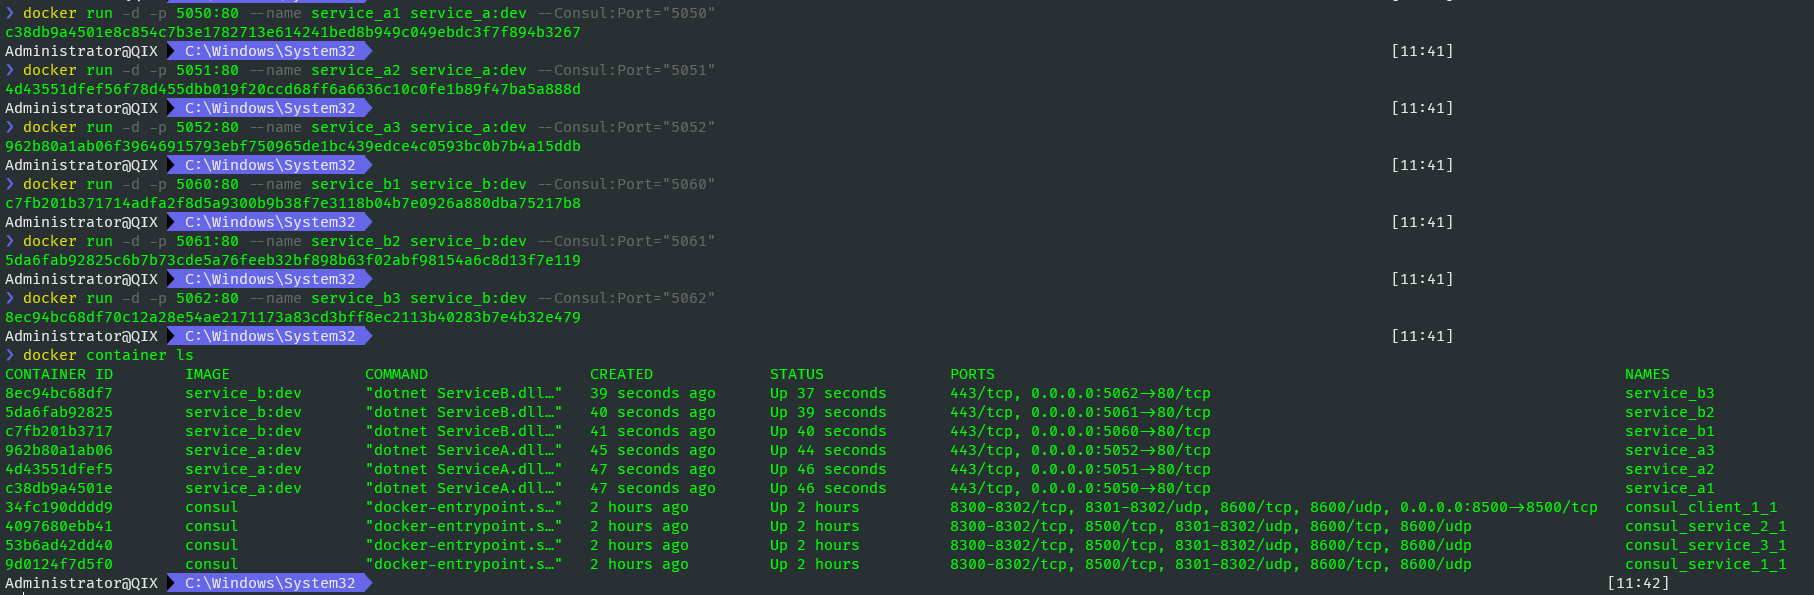 ❯ docker run -d -p 5050:80 --name service_a1 service_a:dev --Consul:Port="5050"
c38db9a4501e8c854c7b3e1782713e614241bed8b949c049ebdc3f7f894b3267
Administrator@QIX C:\Windows\System32 [11:41]
❯ docker run -d -p 5051:80 --name service_a2 service_a:dev --Consul:Port="5051"
4d43551dfef56f78d455dbb019f20ccd68ff6a6636c10c0fe1b89f47ba5a888d
Administrator@QIX C:\Windows\System32 [11:41]
❯ docker run -d -p 5052:80 --name service_a3 service_a:dev --Consul:Port="5052"
962b80a1ab06f39646915793ebf750965de1bc439edce4c0593bc0b7b4a15ddb
Administrator@QIX C:\Windows\System32 [11:41]
❯ docker run -d -p 5060:80 --name service_b1 service_b:dev --Consul:Port="5060"
c7fb201b371714adfa2f8d5a9300b9b38f7e3118b04b7e0926a880dba75217b8
Administrator@QIX C:\Windows\System32 [11:41]
❯ docker run -d -p 5061:80 --name service_b2 service_b:dev --Consul:Port="5061"
5da6fab92825c6b7b73cde5a76feeb32bf898b63f02abf98154a6c8d13f7e119
Administrator@QIX C:\Windows\System32 [11:41]
❯ docker run -d -p 5062:80 --name service_b3 service_b:dev --Consul:Port="5062"
8ec94bc68df70c12a28e54ae2171173a83cd3bff8ec2113b40283b7e4b32e479
Administrator@QIX C:\Windows\System32 [11:41]
❯ docker container ls
CONTAINER ID IMAGE COMMAND CREATED STATUS PORTS NAMES
8ec94bc68df7 service_b:dev "dotnet ServiceB.dll…" 39 seconds ago Up 37 seconds 443/tcp, 0.0.0.0:5062->80/tcp service_b3
5da6fab92825 service_b:dev "dotnet ServiceB.dll…" 40 seconds ago Up 39 seconds 443/tcp, 0.0.0.0:5061->80/tcp service_b2
c7fb201b3717 service_b:dev "dotnet ServiceB.dll…" 41 seconds ago Up 40 seconds 443/tcp, 0.0.0.0:5060->80/tcp service_b1
962b80a1ab06 service_a:dev "dotnet ServiceA.dll…" 45 seconds ago Up 44 seconds 443/tcp, 0.0.0.0:5052->80/tcp service_a3
4d43551dfef5 service_a:dev "dotnet ServiceA.dll…" 47 seconds ago Up 46 seconds 443/tcp, 0.0.0.0:5051->80/tcp service_a2
c38db9a4501e service_a:dev "dotnet ServiceA.dll…" 47 seconds ago Up 46 seconds 443/tcp, 0.0.0.0:5050->80/tcp service_a1
34fc190dddd9 consul "docker-entrypoint.s…" 2 hours ago Up 2 hours 8300-8302/tcp, 8301-8302/udp, 8600/tcp, 8600/udp, 0.0.0.0:8500->8500/tcp consul_client_1_1
4097680ebb41 consul "docker-entrypoint.s…" 2 hours ago Up 2 hours 8300-8302/tcp, 8500/tcp, 8301-8302/udp, 8600/tcp, 8600/udp consul_service_2_1
53b6ad42dd40 consul "docker-entrypoint.s…" 2 hours ago Up 2 hours 8300-8302/tcp, 8500/tcp, 8301-8302/udp, 8600/tcp, 8600/udp consul_service_3_1
9d0124f7d5f0 consul "docker-entrypoint.s…" 2 hours ago Up 2 hours 8300-8302/tcp, 8500/tcp, 8301-8302/udp, 8600/tcp, 8600/udp consul_service_1_1
Administrator@QIX C:\Windows\System32 [11:42]